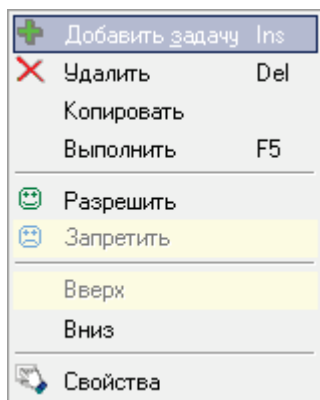 Добавить задачу Ins
Удалить Del
Копировать
Выполнить F5
Разрешить
Запретить
Вверх
Вниз
Свойства